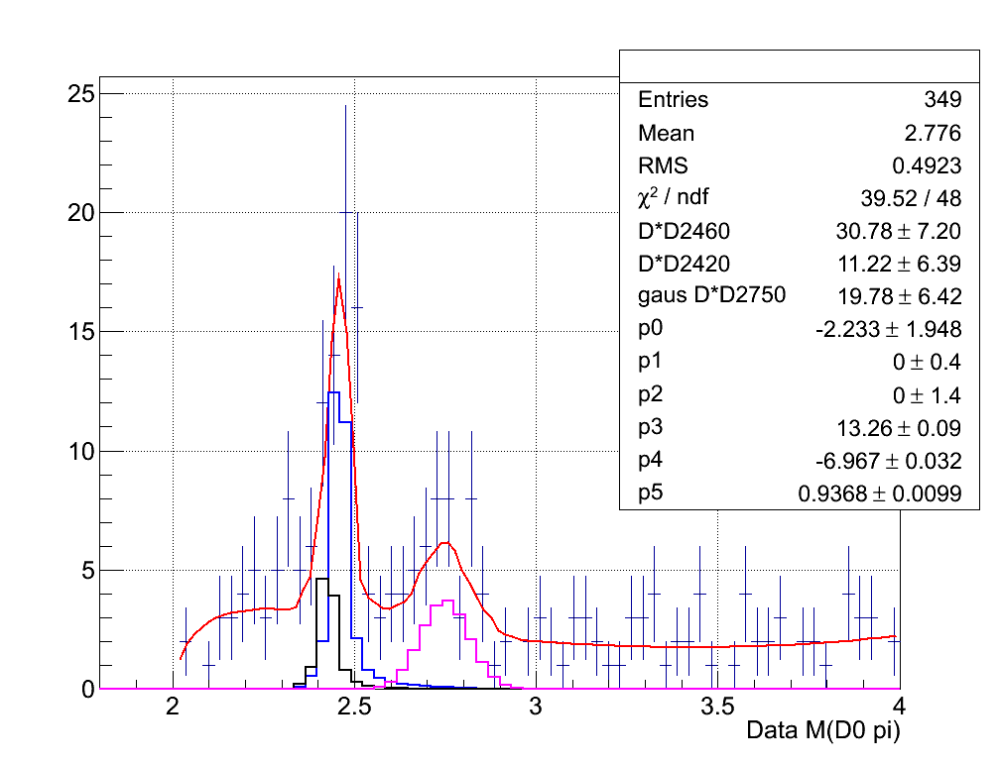 Entries 349
Mean 2.776
RMS 0.4923
χ² / ndf 39.52 / 48
D*D2460 30.78 ± 7.20
D*D2420 11.22 ± 6.39
gaus D*D2750 19.78 ± 6.42
p0 -2.233 ± 1.948
p1 0 ± 0.4
p2 0 ± 1.4
p3 13.26 ± 0.09
p4 -6.967 ± 0.032
p5 0.9368 ± 0.0099
25
20
15
10
5
0
2 2.5 3 3.5 4
Data M(D0 pi)